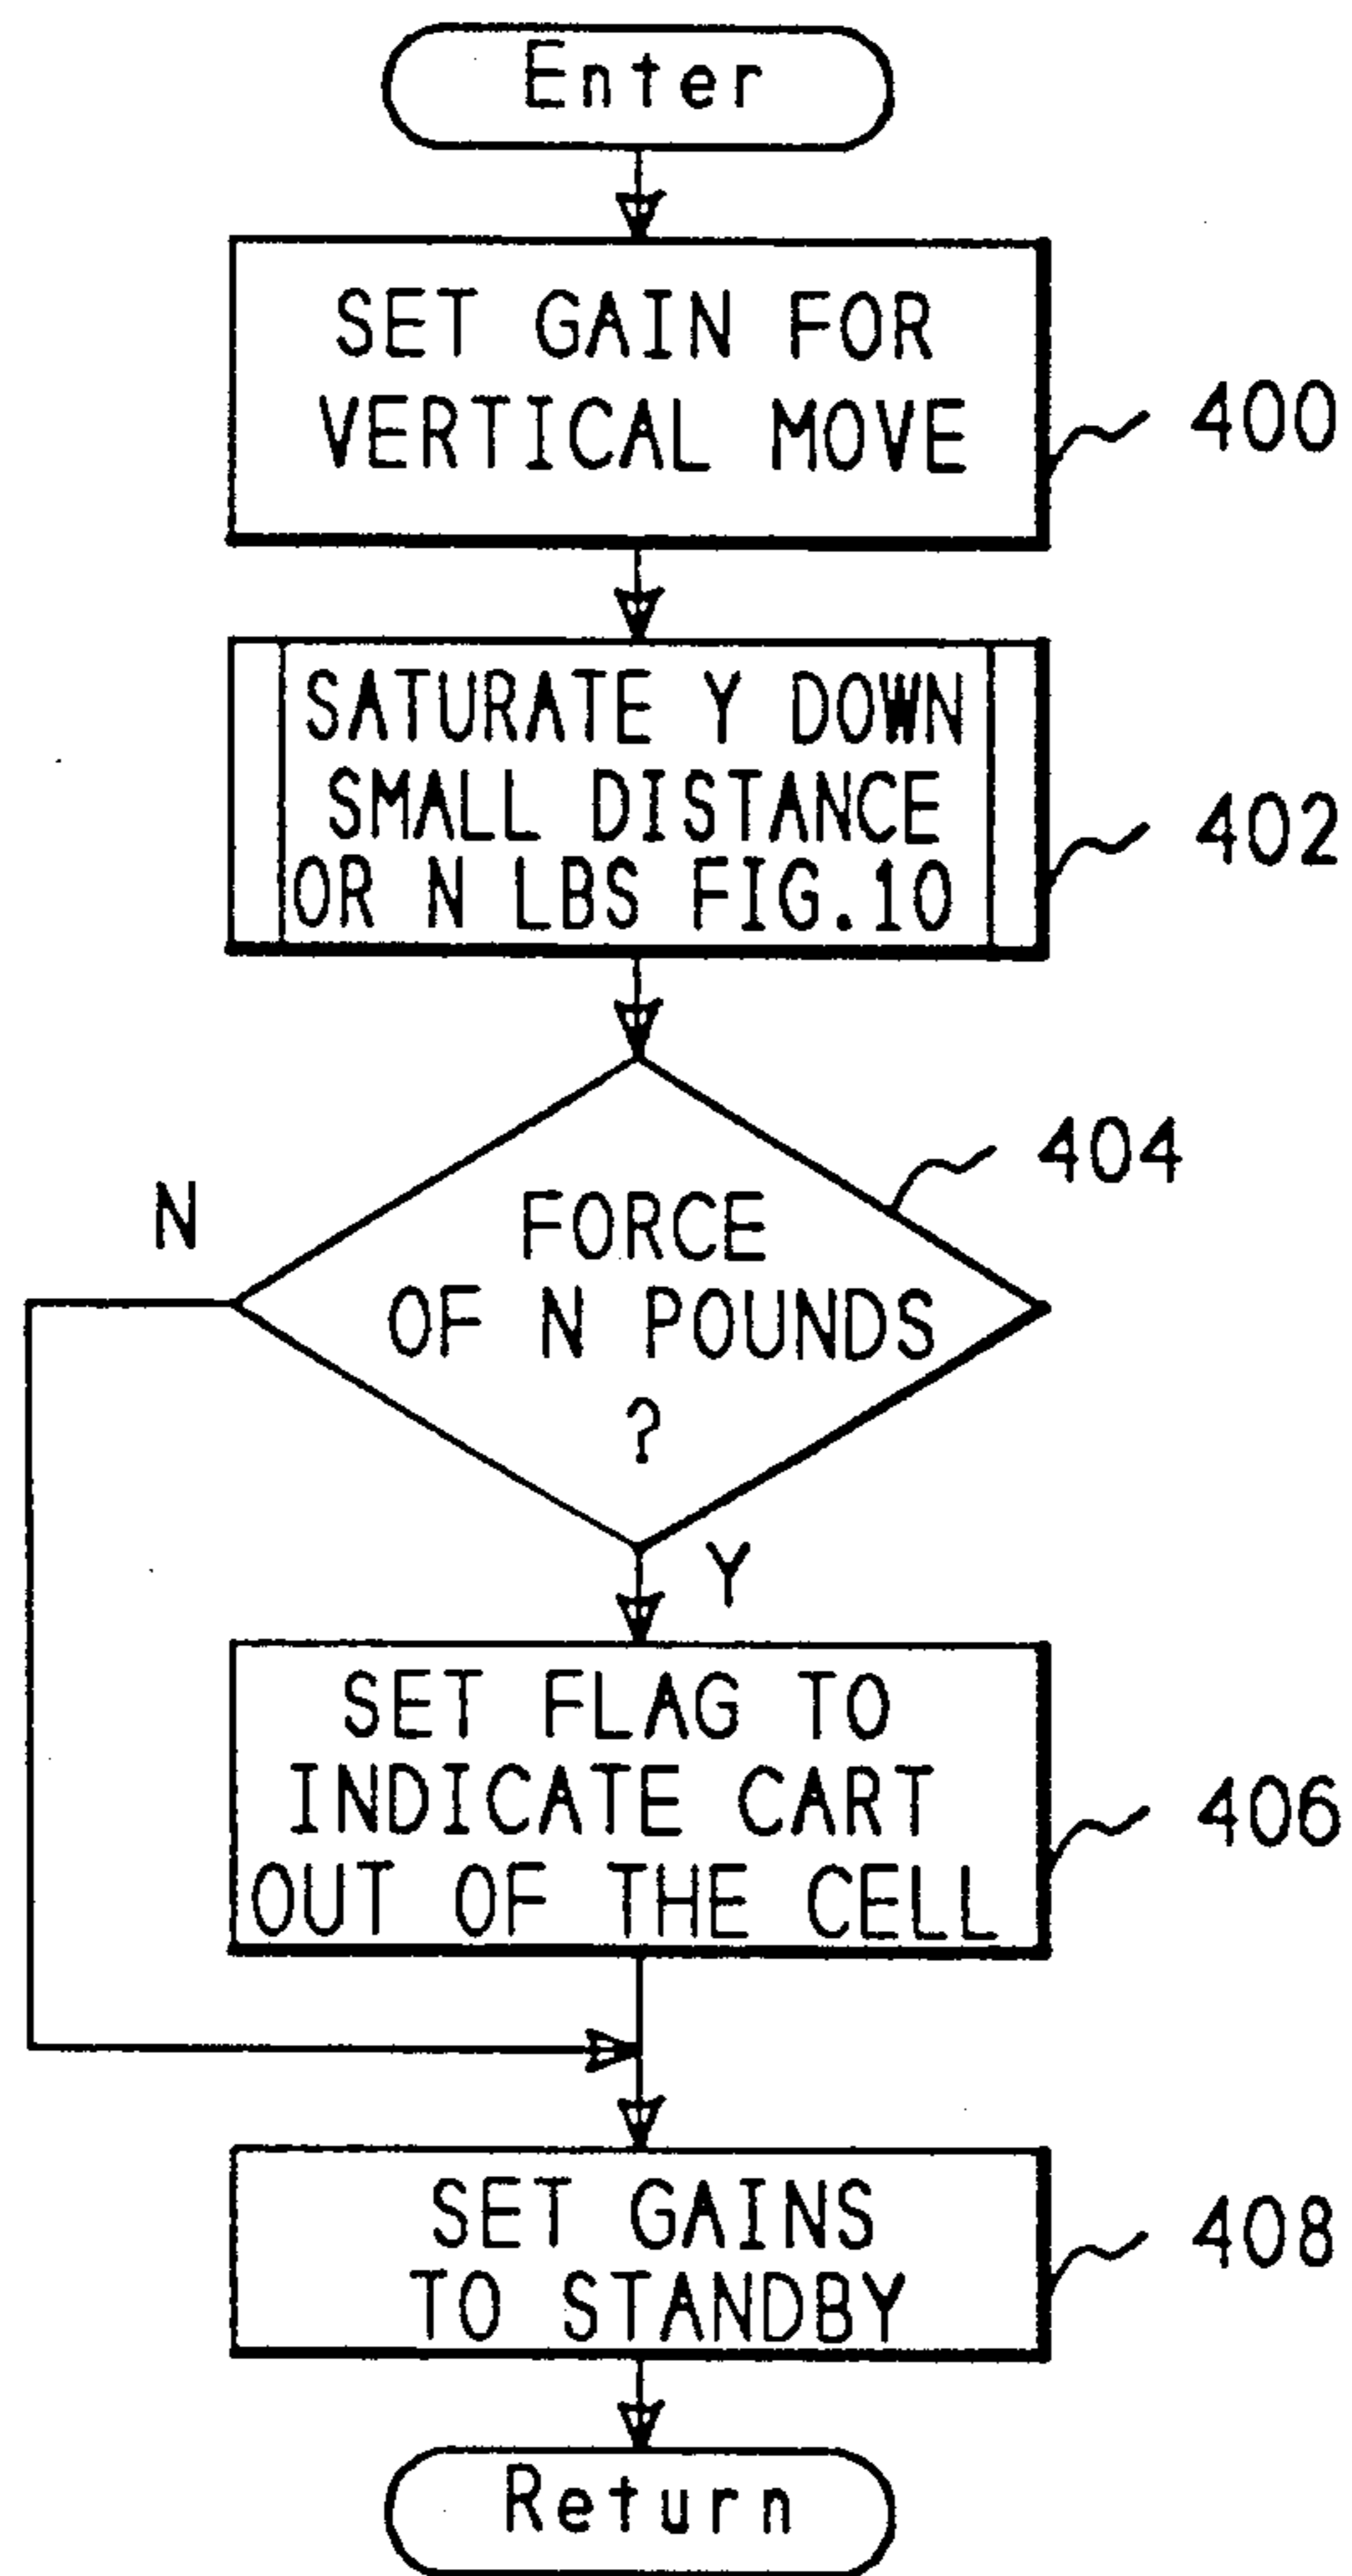 Enter
SET GAIN FOR
VERTICAL MOVE
400
SATURATE Y DOWN
SMALL DISTANCE
OR N LBS FIG.10
402
404
N
FORCE
OF N POUNDS
?
Y
SET FLAG TO
INDICATE CART
OUT OF THE CELL
406
SET GAINS
TO STANDBY
408
Return